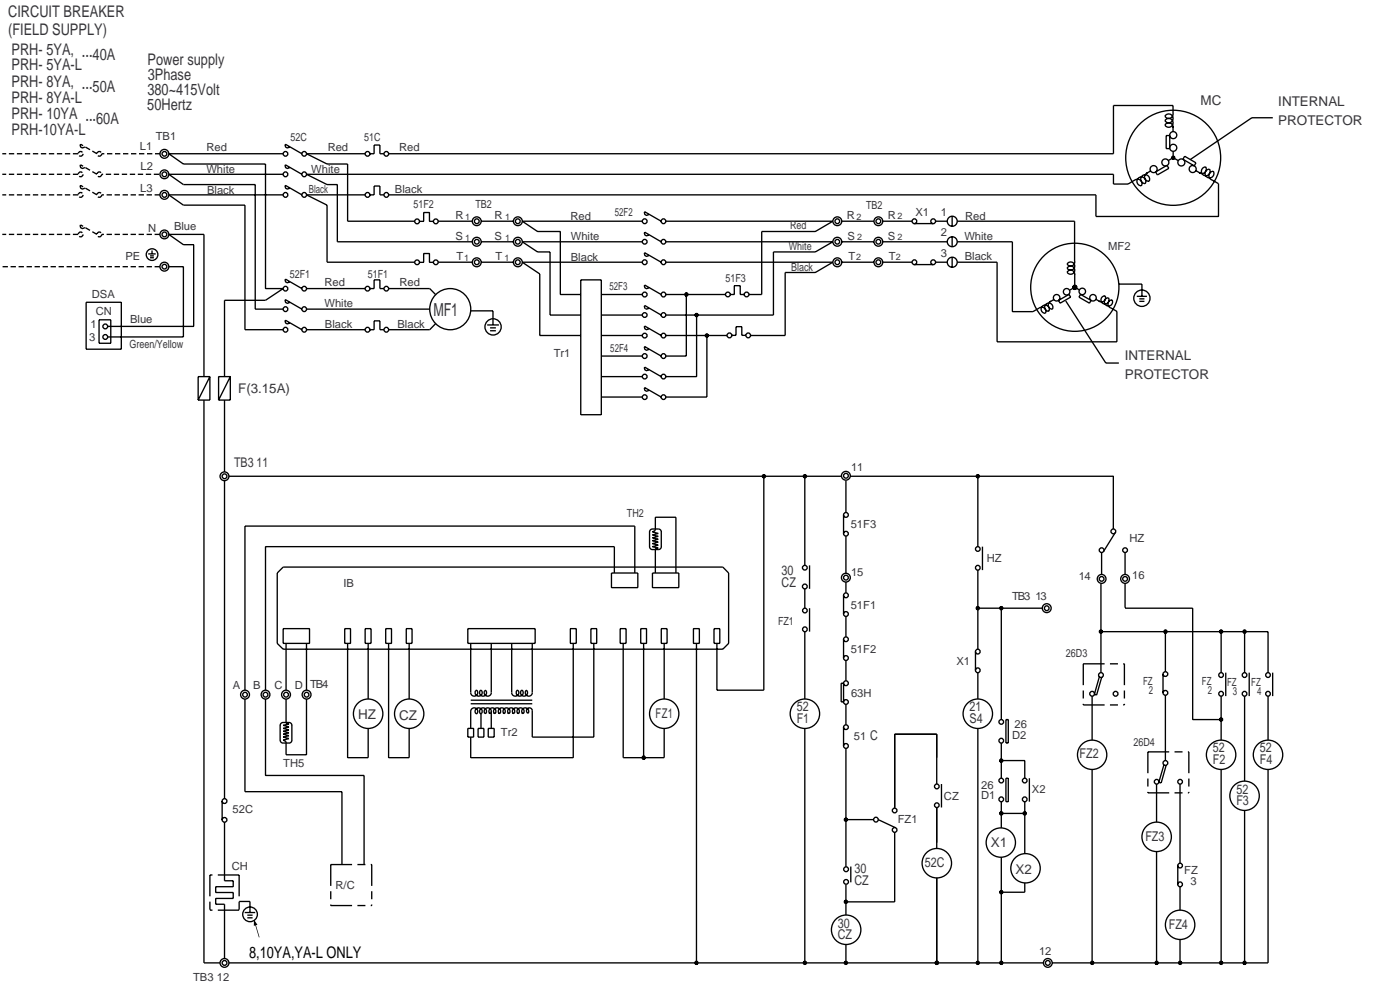 CIRCUIT BREAKER
(FIELD SUPPLY)
PRH- 5YA,
PRH- 5YA-L
...40A
PRH- 8YA,
PRH- 8YA-L
...50A
PRH- 10YA
PRH-10YA-L
...60A
Power supply
3Phase
380~415Volt
50Hertz
MC
INTERNAL
PROTECTOR
TB1
L1
Red
52C
51C
Red
L2
White
White
L3
Black
Black
Black
N
Blue
PE
51F2
R1
TB2
R1
Red
52F2
Red
TB2
R2
R2
X1
1
Red
S1
S1
White
White
S2
S2
2
White
T1
T1
Black
Black
T2
T2
3
Black
MF2
INTERNAL
PROTECTOR
52F1
51F1
Red
Red
White
MF1
Black
Black
52F3
51F3
Tr1
52F4
DSA
CN
1
3
Blue
Green/Yellow
F(3.15A)
TB3 11
11
TH2
51F3
HZ
HZ
IB
30
CZ
15
14
16
FZ1
51F1
TB3 13
51F2
X1
26D3
A
B
C
D
TB4
63H
FZ
2
FZ
2
FZ
3
FZ
4
HZ
CZ
FZ1
52
F1
21
S4
TH5
Tr2
51 C
26
D2
26D4
FZ2
52
F2
52
F4
26
D1
X2
52
F3
CZ
FZ1
52C
X1
FZ3
52C
X2
FZ
3
CH
R/C
30
CZ
30
CZ
FZ4
8,10YA,YA-L ONLY
12
TB3 12